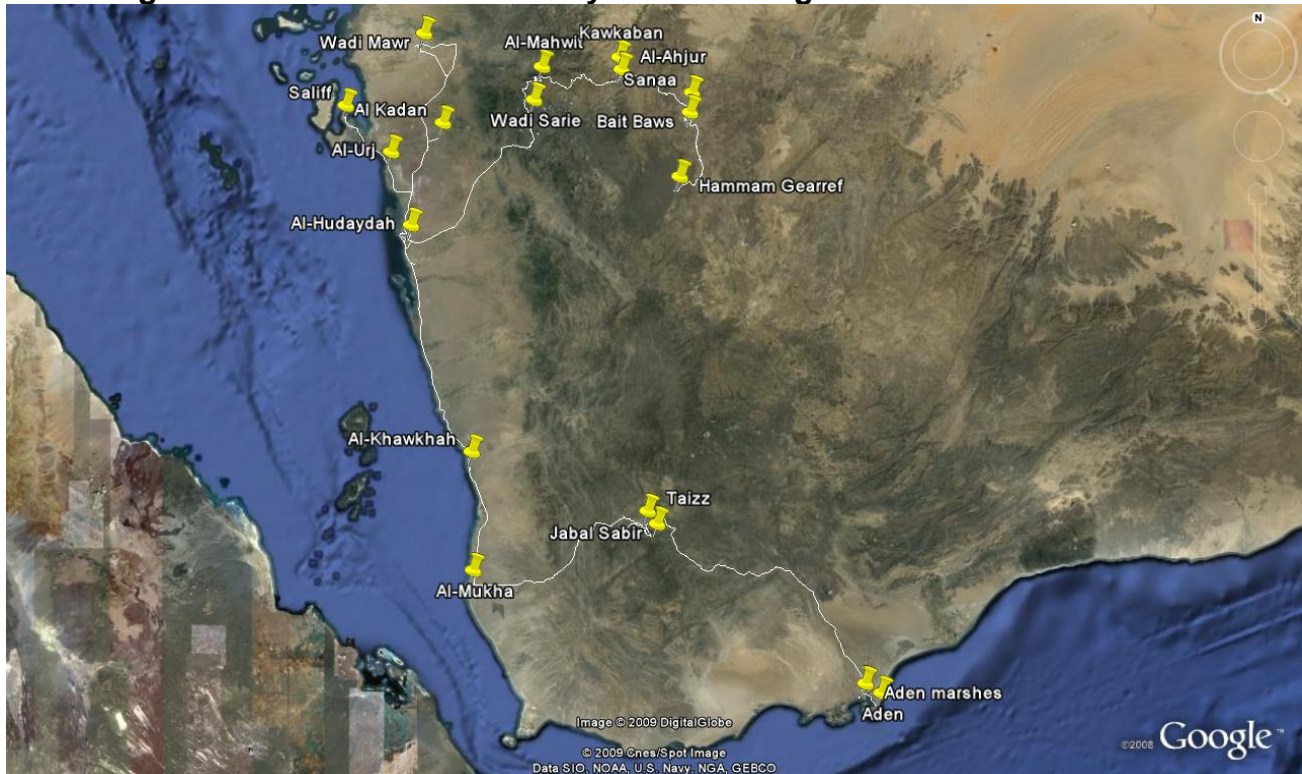 N
Wadi Mawr
Al-Mahwit
Kawkaban
Al-Ahjur
Saliff
Al Kadan
Sanaa
Wadi Sarie
Bait Baws
Al-Urj
Hammam Gearref
Al-Hudaydah
Al-Khawkhah
Taizz
Jabal Sabir
Al-Mukha
Aden marshes
Aden
Image © 2009 DigitalGlobe
© 2009 Cnes/Spot Image
Data SIO, NOAA, U.S. Navy, NGA, GEBCO
©2008 Google™